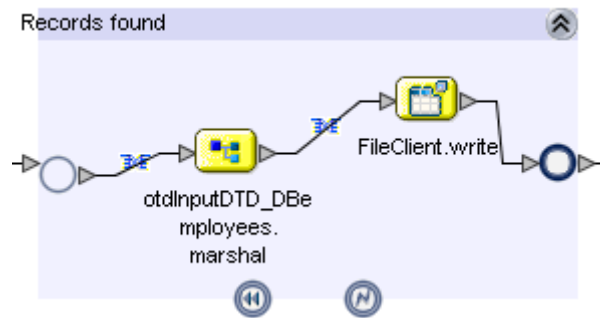 Records found
FileClient.write
otdInputDTD_DBe
mployees.
marshal